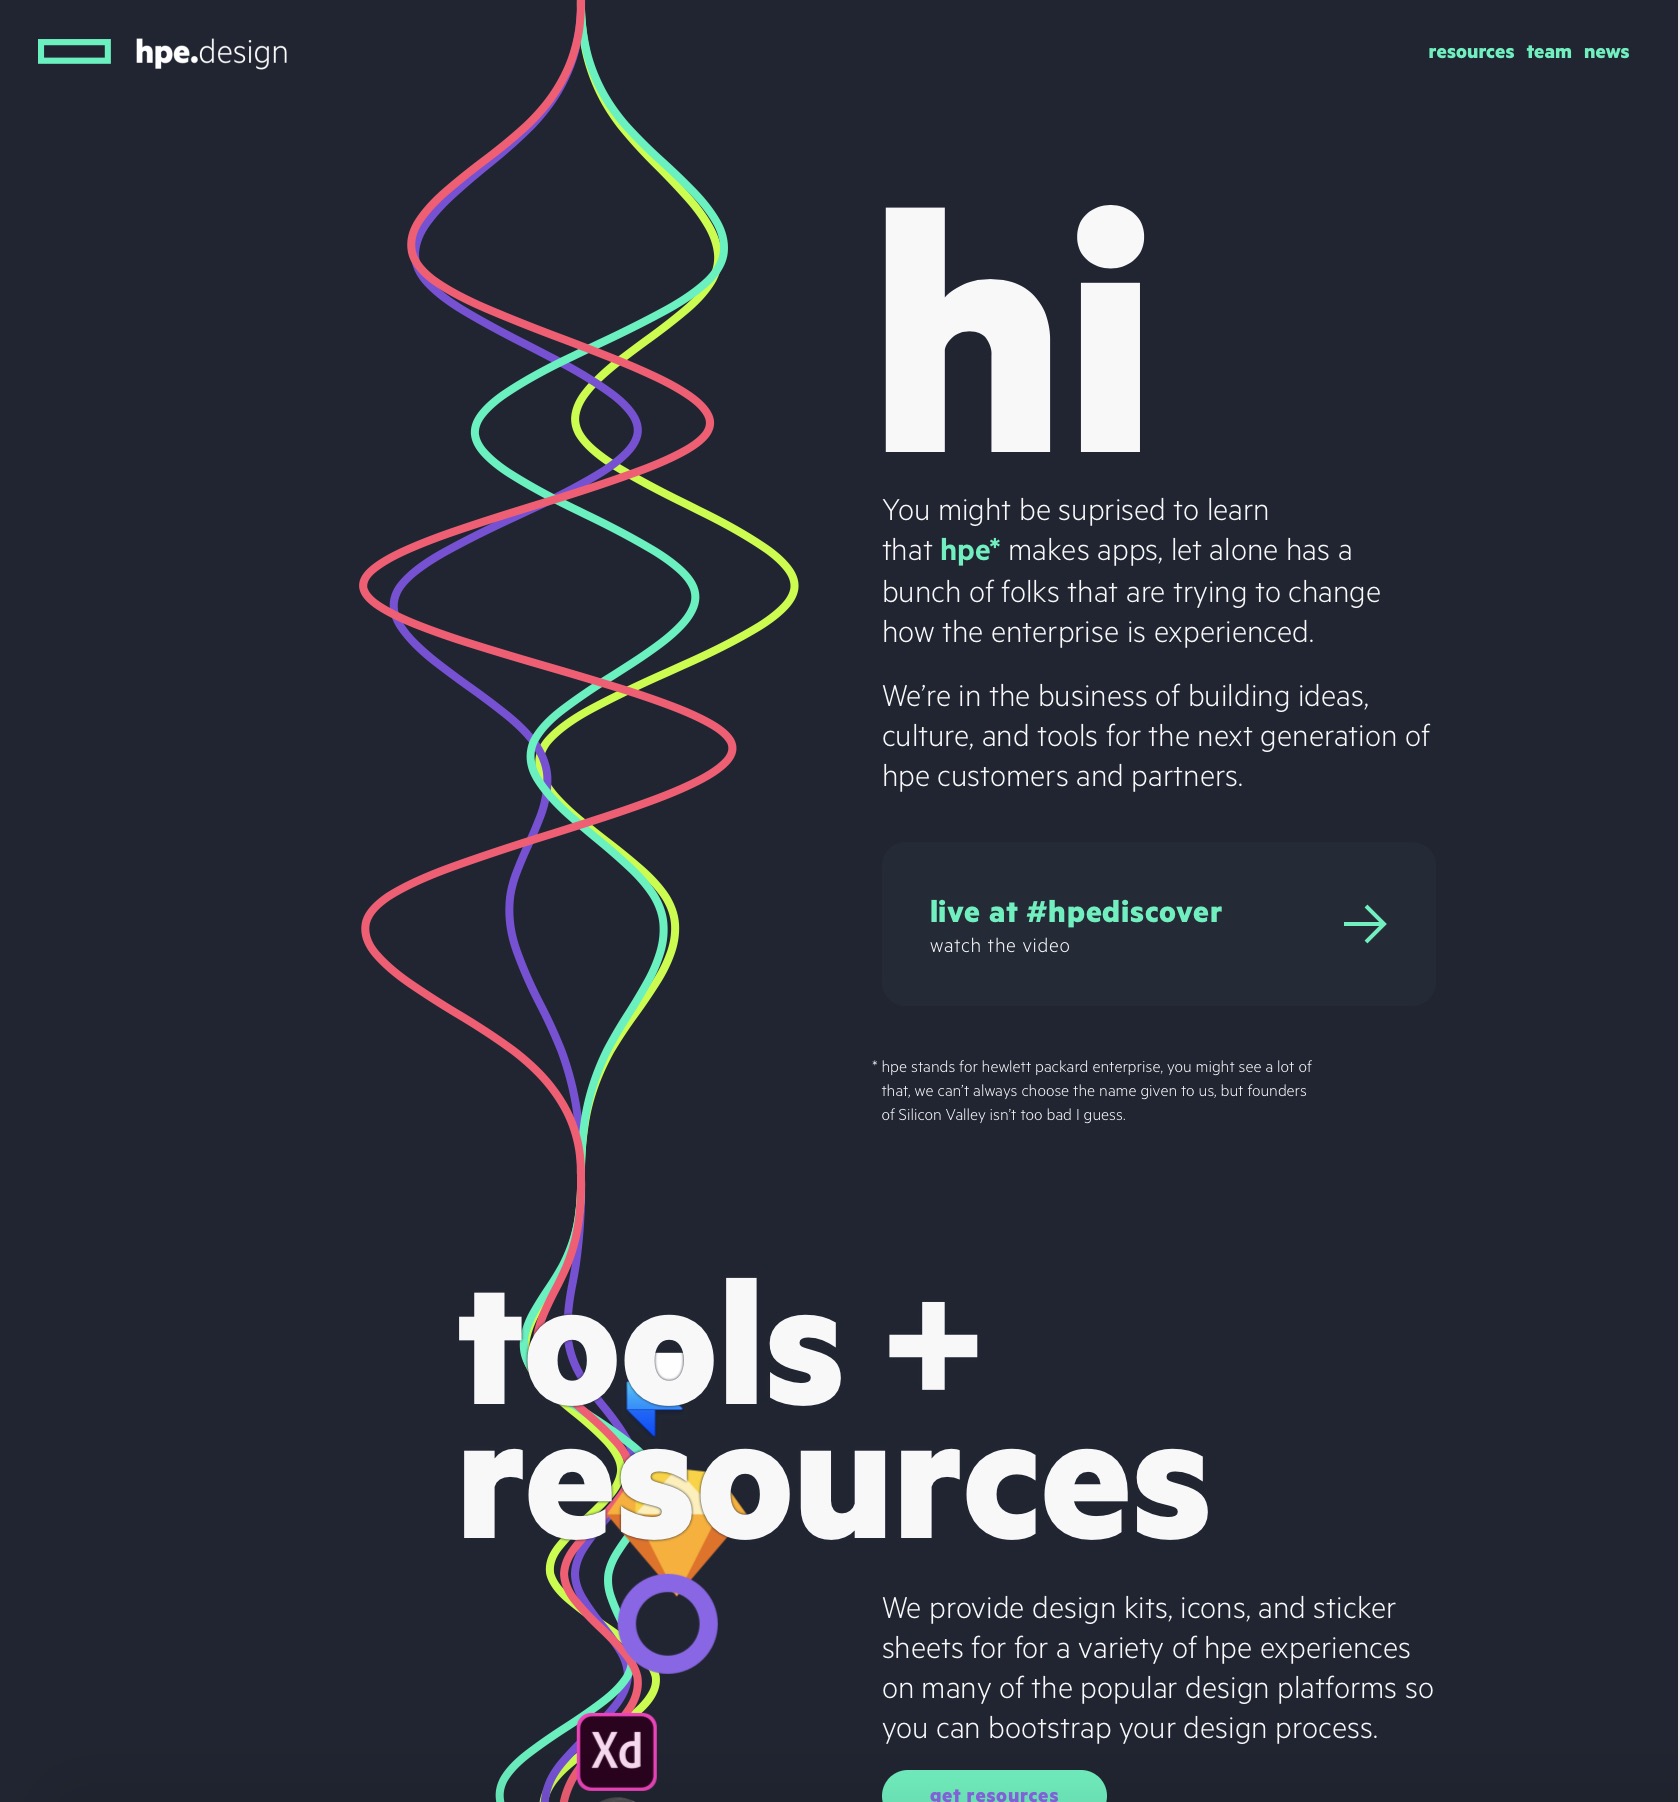 hpe.design
resources team news
hi
You might be suprised to learn
that hpe* makes apps, let alone has a
bunch of folks that are trying to change
how the enterprise is experienced.
We’re in the business of building ideas,
culture, and tools for the next generation of
hpe customers and partners.
live at #hpediscover
watch the video
* hpe stands for hewlett packard enterprise, you might see a lot of
that, we can’t always choose the name given to us, but founders
of Silicon Valley isn’t too bad I guess.
tools +
resources
We provide design kits, icons, and sticker
sheets for for a variety of hpe experiences
on many of the popular design platforms so
you can bootstrap your design process.
Xd
get resources